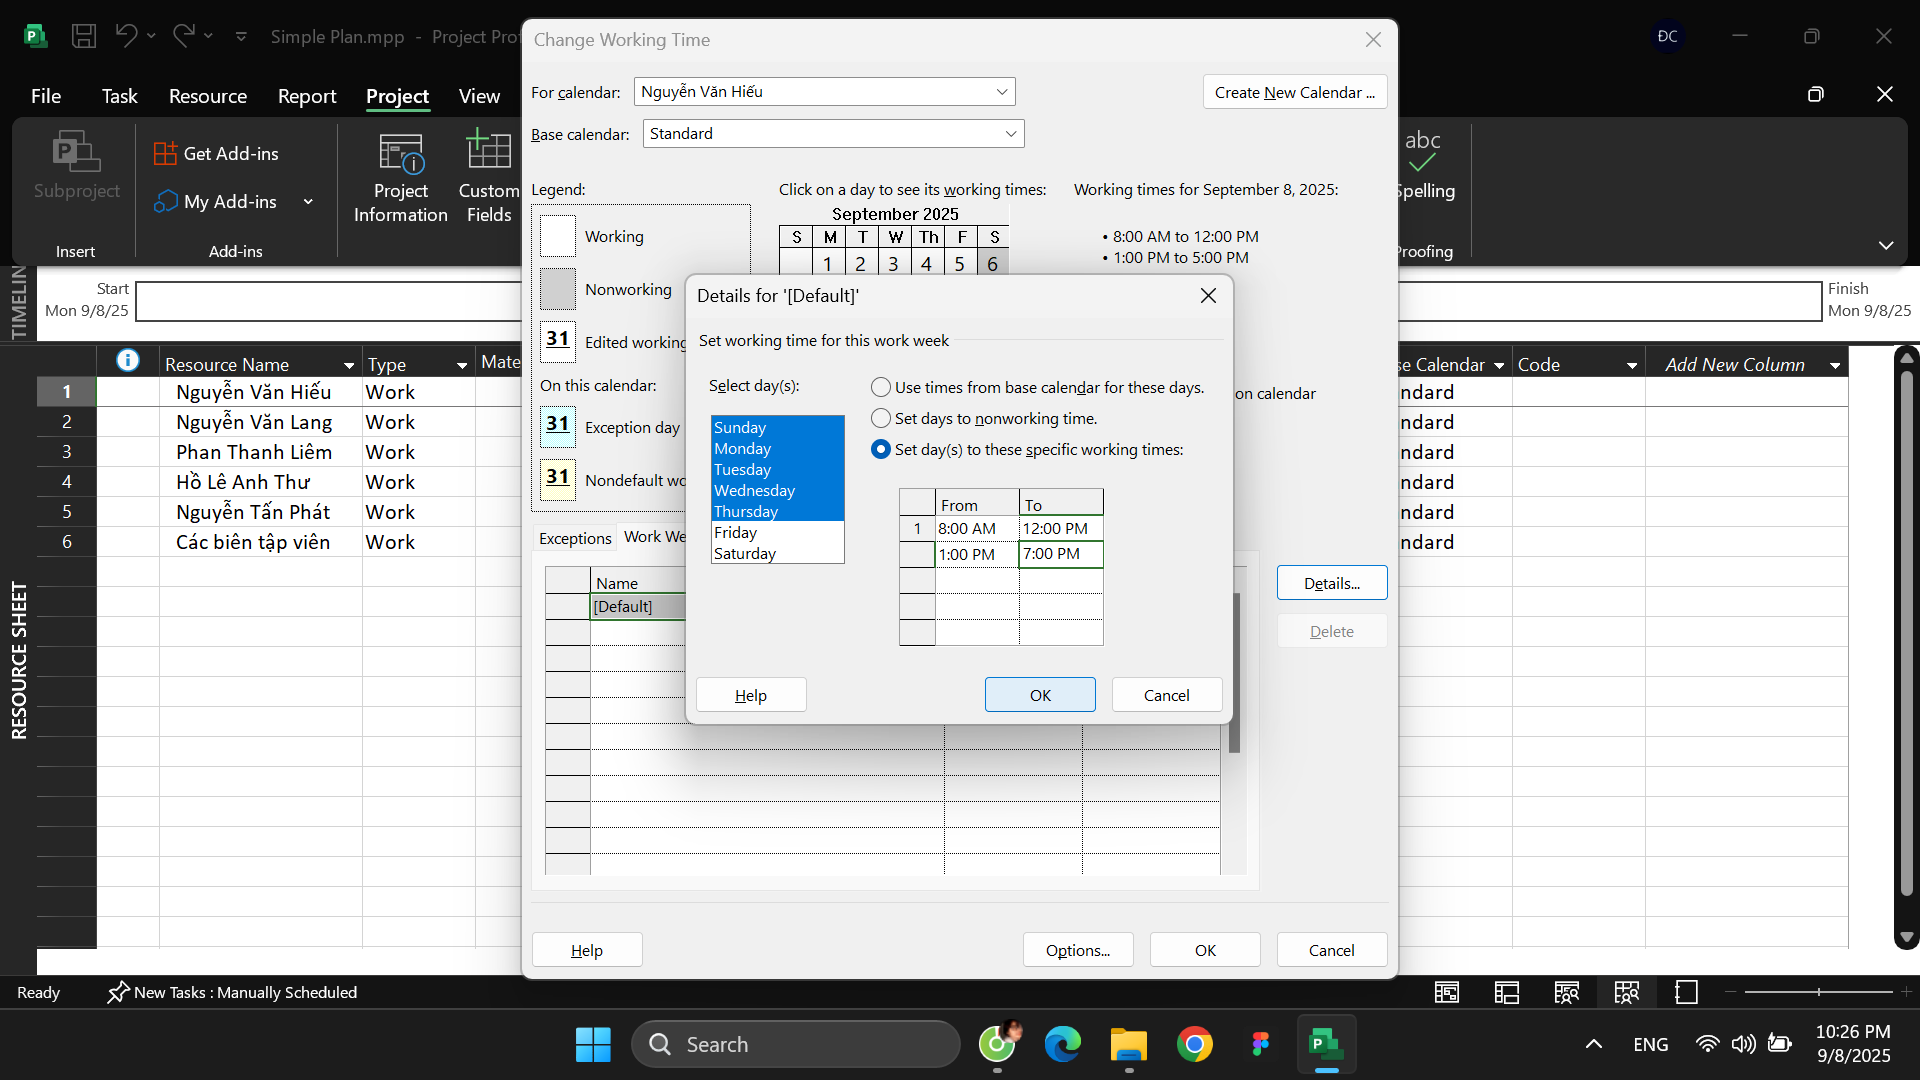 Simple Plan.mpp - Project Prof
ĐC
Change Working Time
File
Task
Resource
Report
Project
View
For calendar:
Nguyễn Văn Hiếu
Create New Calendar ...
Base calendar:
Standard
Subproject
Get Add-ins
My Add-ins
Project
Information
Custom
Fields
abc
Spelling
Insert
Add-ins
Proofing
Legend:
Click on a day to see its working times:
Working times for September 8, 2025:
Working
Nonworking
31
Edited working
On this calendar:
31
Exception day
31
Nondefault wo
September 2025
S M T W Th F S
1 2 3 4 5 6
• 8:00 AM to 12:00 PM
• 1:00 PM to 5:00 PM
on calendar
TIMELIN
Start
Mon 9/8/25
Finish
Mon 9/8/25
Resource Name
Type
Mate
se Calendar
Code
Add New Column
1 Nguyễn Văn Hiếu Work ndard
2 Nguyễn Văn Lang Work ndard
3 Phan Thanh Liêm Work ndard
4 Hồ Lê Anh Thư Work ndard
5 Nguyễn Tấn Phát Work ndard
6 Các biên tập viên Work ndard
RESOURCE SHEET
Details for '[Default]'
Set working time for this work week
Select day(s):
Sunday
Monday
Tuesday
Wednesday
Thursday
Friday
Saturday
Use times from base calendar for these days.
Set days to nonworking time.
Set day(s) to these specific working times:
From To
1 8:00 AM 12:00 PM
1:00 PM 7:00 PM
Help
OK
Cancel
Exceptions
Work We
Name
[Default]
Details...
Delete
Help
Options...
OK
Cancel
Ready
New Tasks : Manually Scheduled
Search
ENG
10:26 PM
9/8/2025